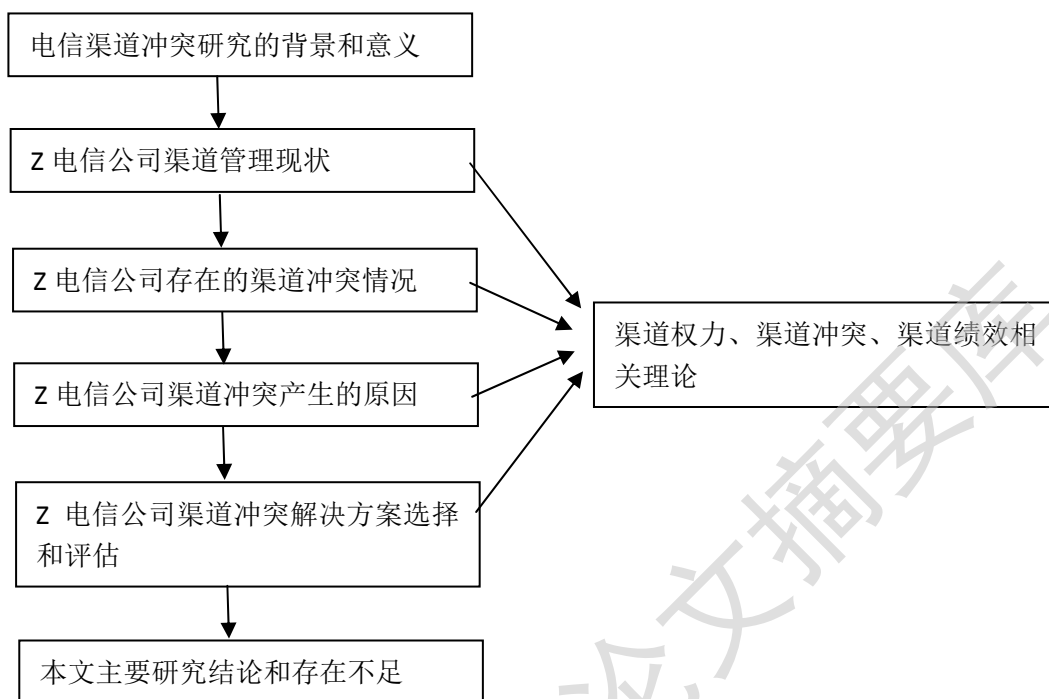 电信渠道冲突研究的背景和意义
Z 电信公司渠道管理现状
Z 电信公司存在的渠道冲突情况
Z 电信公司渠道冲突产生的原因
Z 电信公司渠道冲突解决方案选择
和评估
本文主要研究结论和存在不足
渠道权力、渠道冲突、渠道绩效相
关理论
论文摘要库